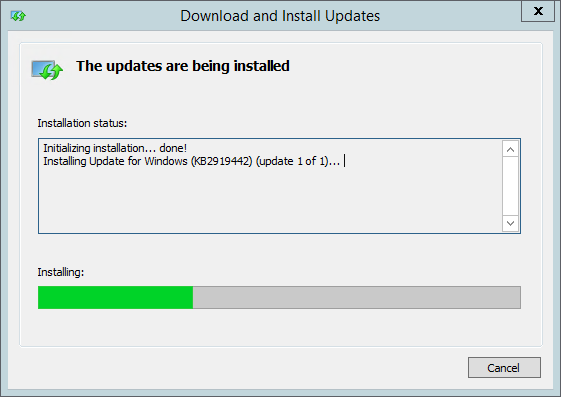 Download and Install Updates
x
The updates are being installed
Installation status:
Initializing installation... done!
Installing Update for Windows (KB2919442) (update 1 of 1)...
Installing:
Cancel